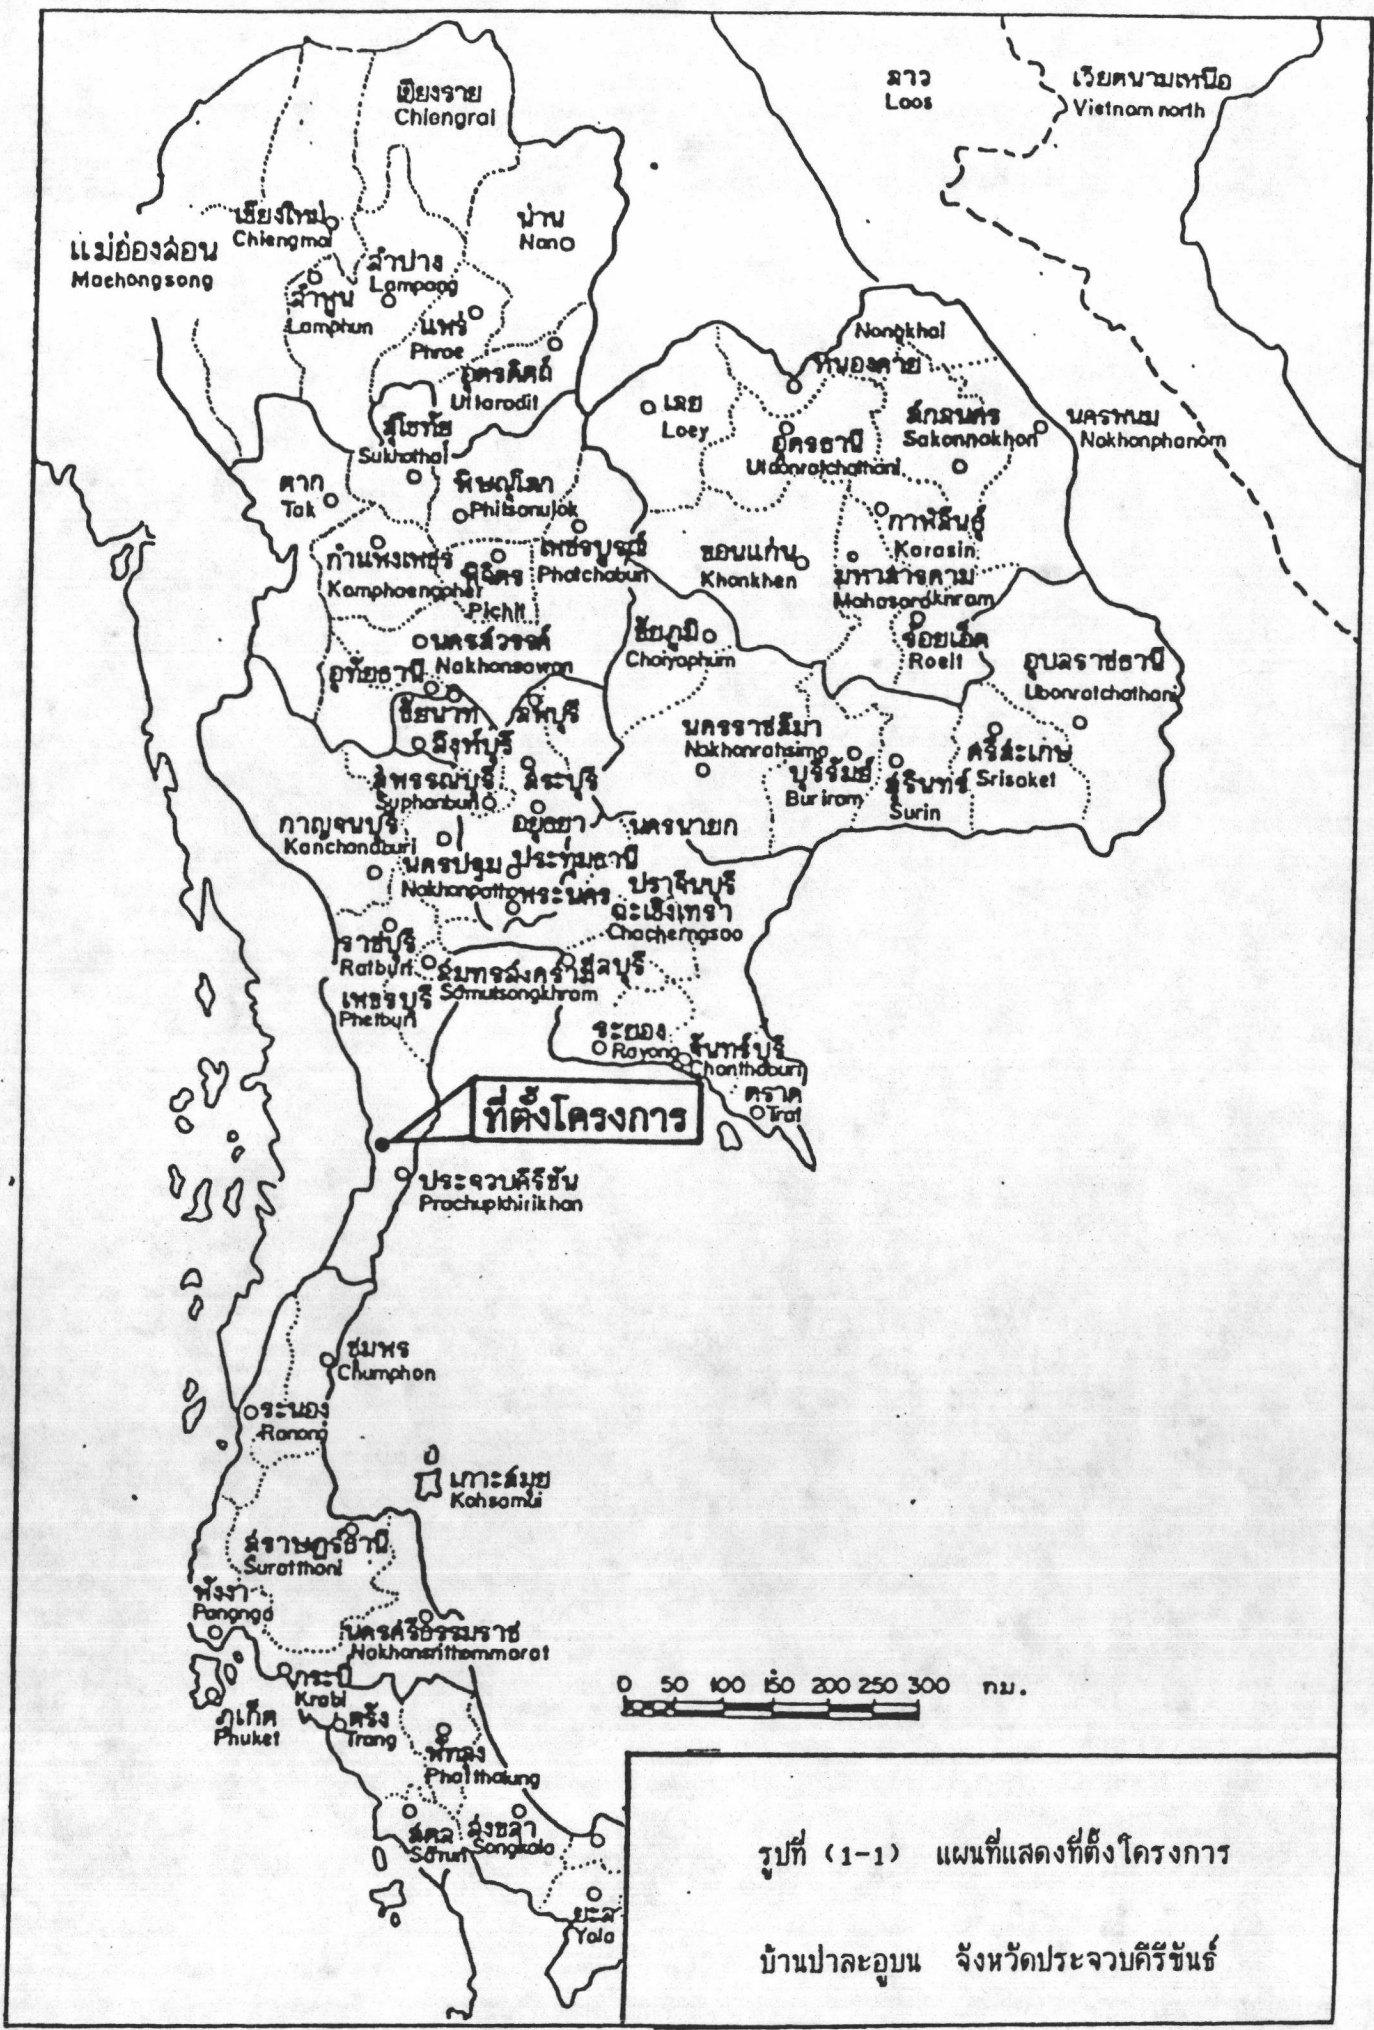 เชียงราย
Chiengrai
ลาว
Laos
เวียดนามเหนือ
Vietnam north
เชียงใหม่
Chiengmai
น่าน
Nan
แม่ฮ่องสอน
Maehongsong
ลำปาง
Lampang
ลำพูน
Lamphun
แพร่
Phrae
Nongkhai
หนองคาย
อุตรดิตถ์
Uttarodit
เลย
Loey
อุดรธานี
Udonratchathani
สกลนคร
Sakonnakhon
นครพนม
Nakhonphanom
สุโขทัย
Sukhothai
ตาก
Tak
พิษณุโลก
Philsanulok
กาฬสินธุ์
Karasin
กำแพงเพชร
Kamphaengpher
พิจิตร
Pichit
เพชรบูรณ์
Phatchabun
ขอนแก่น
Khonkhen
มหาสารคาม
Mahasarakhram
นครสวรรค์
Nakhonsawan
ชัยภูมิ
Chaiyaphum
ร้อยเอ็ด
Roeit
อุบลราชธานี
Ubonratchathani
อุทัยธานี
ชัยนาท
ลพบุรี
สิงห์บุรี
นครราชสีมา
Nakhonrahsima
บุรีรัมย์
Buriram
สุรินทร์
Surin
ศรีสะเกษ
Srisaket
สุพรรณบุรี
Suphanburi
สระบุรี
กาญจนบุรี
Kanchanaburi
อยุธยา
นครนายก
นครปฐม
Nakhonpatho
ประทุมธานี
พระนคร
ปราจีนบุรี
ฉะเชิงเทรา
Chacherngsao
ราชบุรี
Ratburi
สมุทรสงคราม
Samutsongkhram
ชลบุรี
เพชรบุรี
Phetburi
ระยอง
Rayong
จันทร์บุรี
Chanthaburi
ตราด
Trat
ที่ตั้งโครงการ
ประจวบคิรีขัน
Prachupkhirikhan
ชุมพร
Chumphon
ระนอง
Ranong
เกาะสมุย
Kohsamui
สุราษฎร์ธานี
Suratthani
พังงา
Pananga
นครศรีธรรมราช
Nakhonsrithammarat
กระบี่
Krabi
ภูเก็ต
Phuket
ตรัง
Trang
พัทลุง
Phatthalung
สตูล
Satun
สงขลา
Songkala
ยะลา
Yala
0 50 100 150 200 250 300 กม.
รูปที่ (1-1) แผนที่แสดงที่ตั้งโครงการ
บ้านป่าละอูบน จังหวัดประจวบคีรีขันธ์